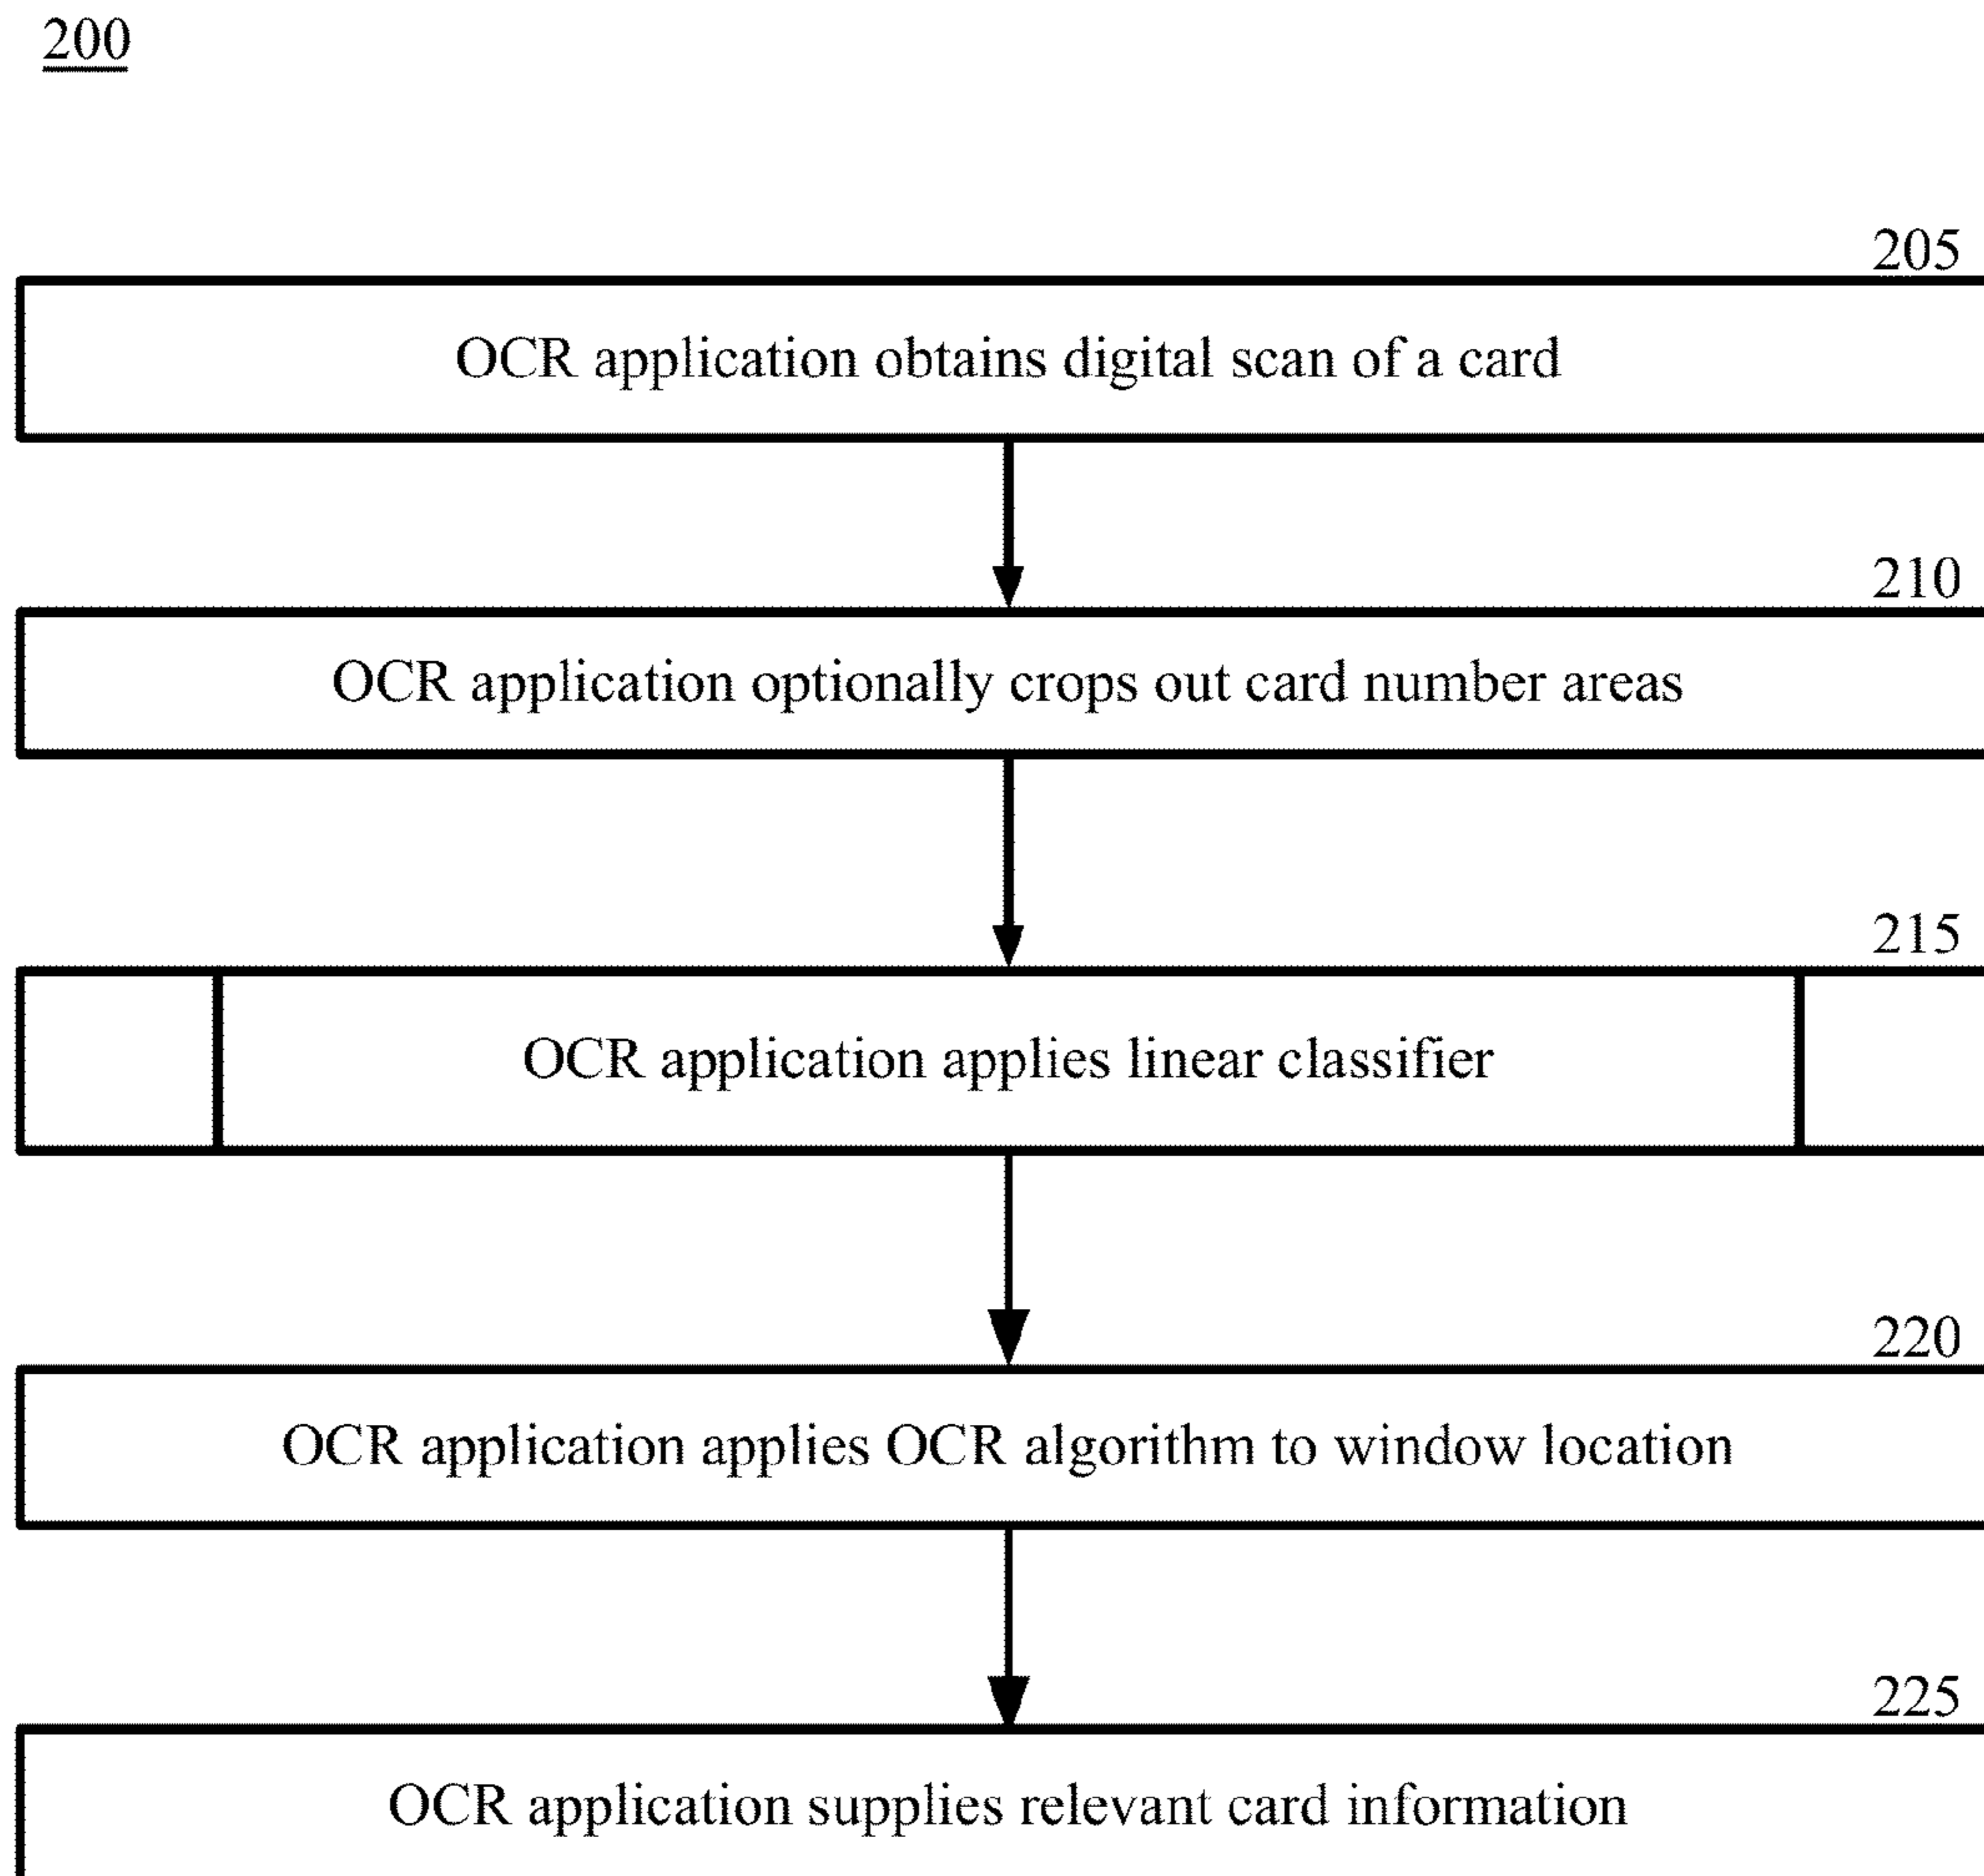 200
205
OCR application obtains digital scan of a card
210
OCR application optionally crops out card number areas
215
OCR application applies linear classifier
220
OCR application applies OCR algorithm to window location
225
OCR application supplies relevant card information